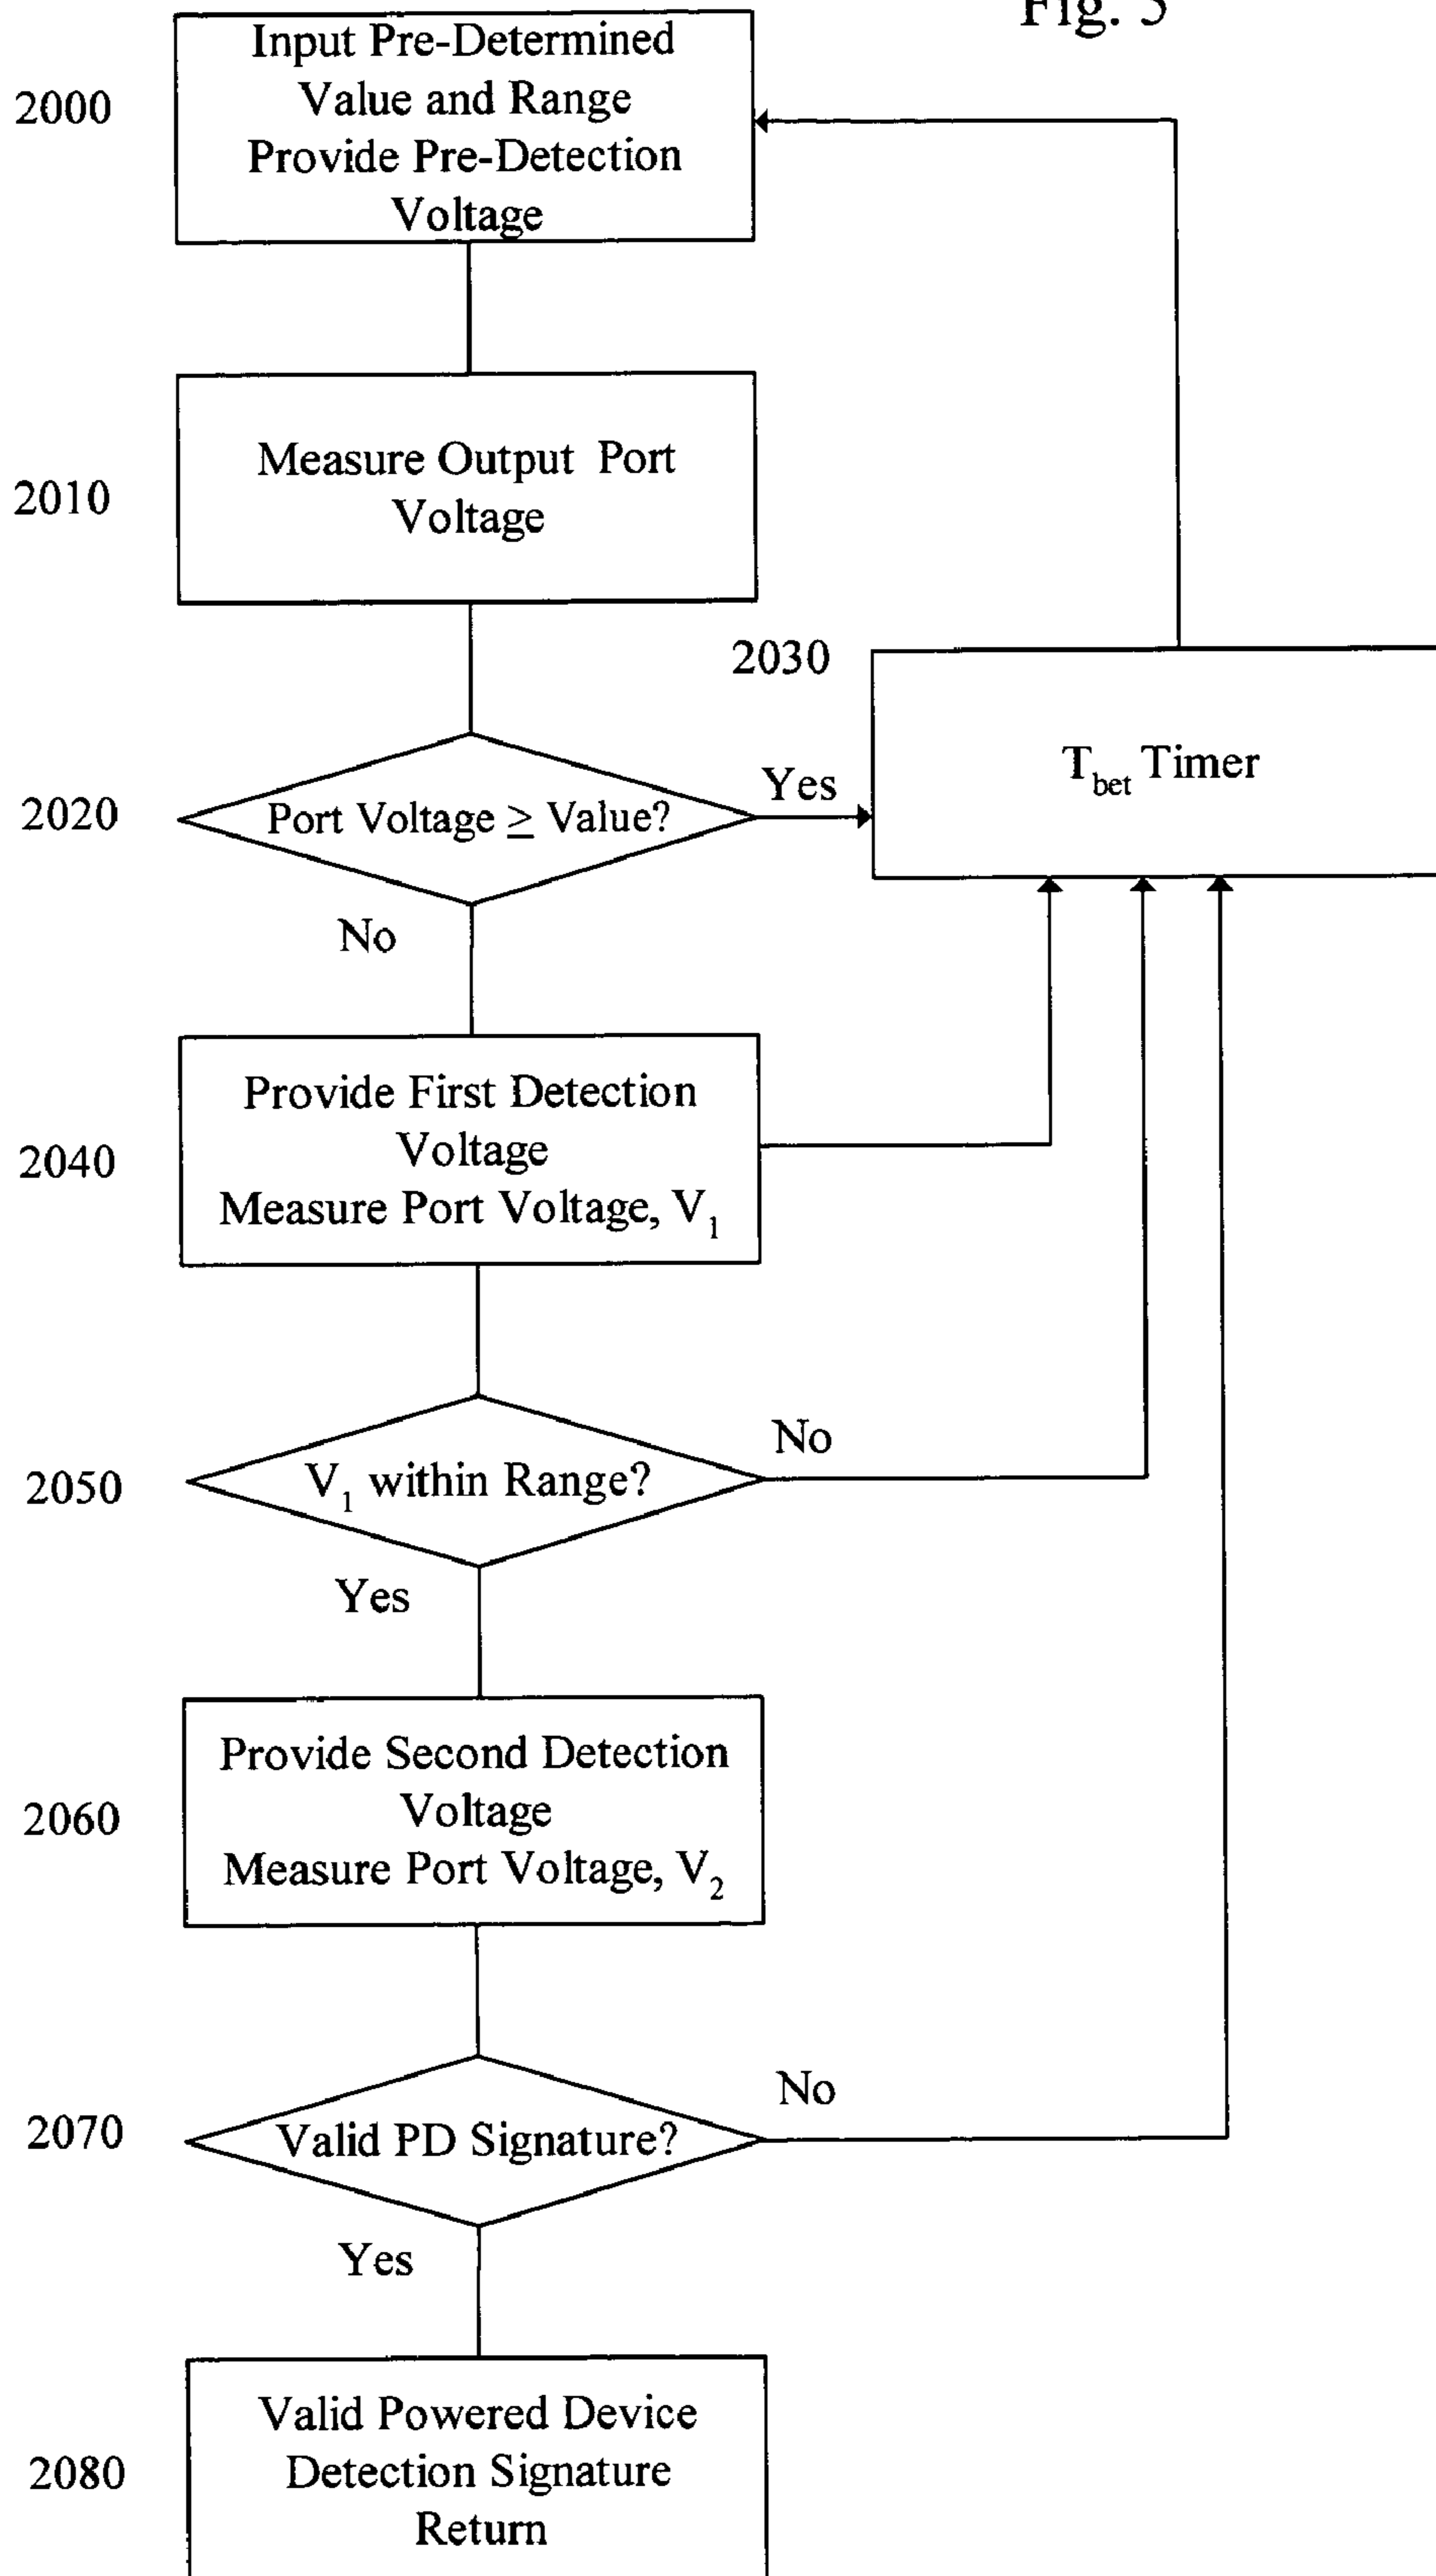 Fig. 5
2000
Input Pre-Determined
Value and Range
Provide Pre-Detection
Voltage
2010
Measure Output Port
Voltage
2020
Port Voltage ≥ Value?
Yes
No
2030
Tbet Timer
2040
Provide First Detection
Voltage
Measure Port Voltage, V1
2050
V1 within Range?
No
Yes
2060
Provide Second Detection
Voltage
Measure Port Voltage, V2
2070
Valid PD Signature?
No
Yes
2080
Valid Powered Device
Detection Signature
Return